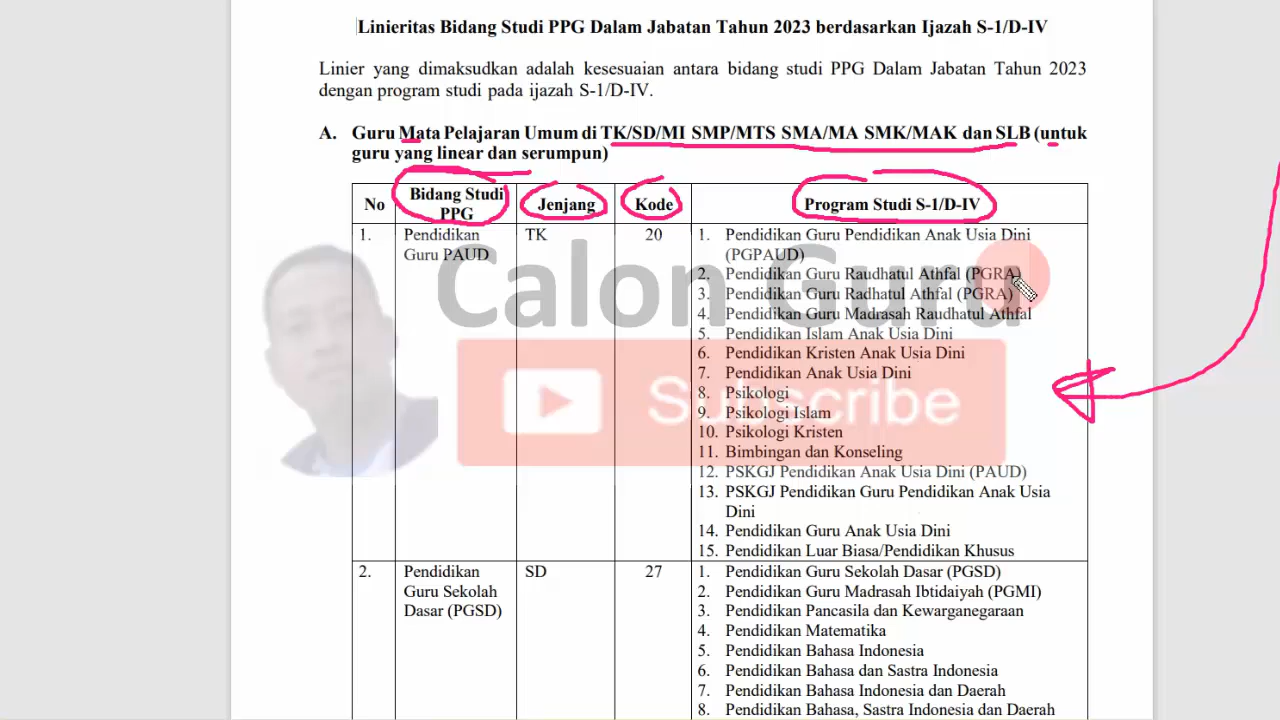 Linieritas Bidang Studi PPG Dalam Jabatan Tahun 2023 berdasarkan Ijazah S-1/D-IV
Linier yang dimaksudkan adalah kesesuaian antara bidang studi PPG Dalam Jabatan Tahun 2023
dengan program studi pada ijazah S-1/D-IV.
A. Guru Mata Pelajaran Umum di TK/SD/MI SMP/MTS SMA/MA SMK/MAK dan SLB (untuk
guru yang linear dan serumpun)
No Bidang Studi PPG Jenjang Kode Program Studi S-1/D-IV
1. Pendidikan Guru PAUD TK 20
1. Pendidikan Guru Pendidikan Anak Usia Dini
(PGPAUD)
2. Pendidikan Guru Raudhatul Athfal (PGRA)
3. Pendidikan Guru Radhatul Athfal (PGRA)
4. Pendidikan Guru Madrasah Raudhatul Athfal
5. Pendidikan Islam Anak Usia Dini
6. Pendidikan Kristen Anak Usia Dini
7. Pendidikan Anak Usia Dini
8. Psikologi
9. Psikologi Islam
10. Psikologi Kristen
11. Bimbingan dan Konseling
12. PSKGJ Pendidikan Anak Usia Dini (PAUD)
13. PSKGJ Pendidikan Guru Pendidikan Anak Usia
Dini
14. Pendidikan Guru Anak Usia Dini
15. Pendidikan Luar Biasa/Pendidikan Khusus
2. Pendidikan Guru Sekolah Dasar (PGSD) SD 27
1. Pendidikan Guru Sekolah Dasar (PGSD)
2. Pendidikan Guru Madrasah Ibtidaiyah (PGMI)
3. Pendidikan Pancasila dan Kewarganegaraan
4. Pendidikan Matematika
5. Pendidikan Bahasa Indonesia
6. Pendidikan Bahasa dan Sastra Indonesia
7. Pendidikan Bahasa Indonesia dan Daerah
8. Pendidikan Bahasa, Sastra Indonesia dan Daerah
Calon Guru
Subscribe